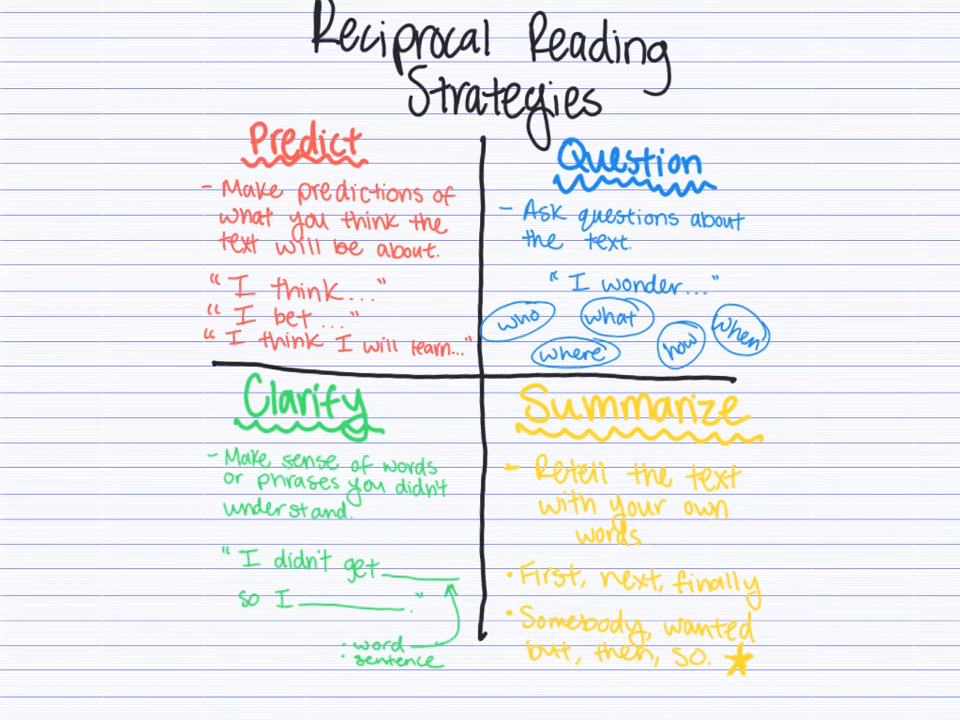 Reciprocal Reading
Strategies
Predict
- Make predictions of
what you think the
text will be about.
"I think..."
"I bet..."
"I think I will learn..."
Question
- Ask questions about
the text.
"I wonder..."
who what when
where how
Clarify
- Make sense of words
or phrases you didn't
understand.
"I didn't get ______
so I ______."
• word
• sentence
Summarize
- Retell the text
with your own
words
• First, next, finally
• Somebody, wanted
but, then, so.